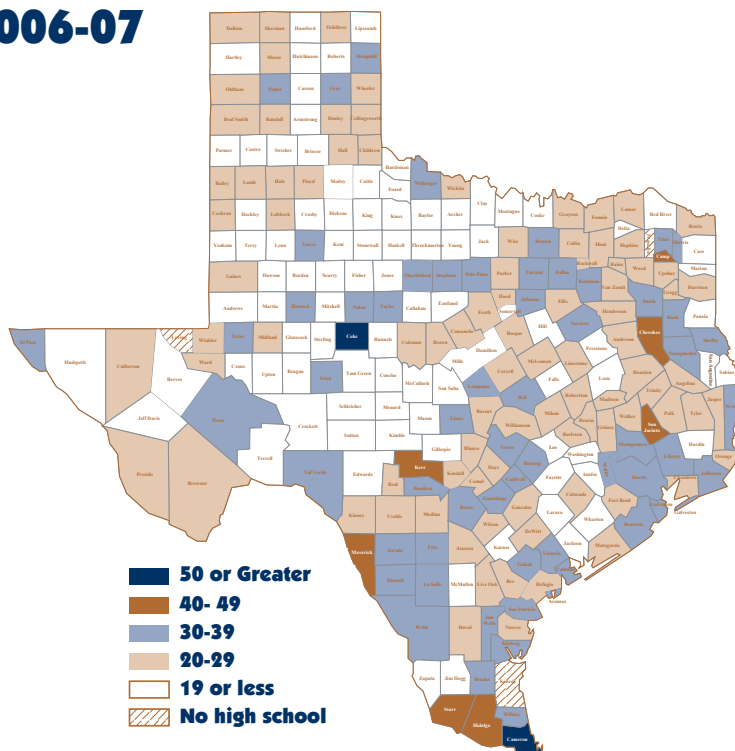 006-07
Dallam Sherman Hansford Ochiltree Lipscomb
Hartley Moore Hutchinson Roberts Hemphill
Oldham Potter Carson Gray Wheeler
Deaf Smith Randall Armstrong Donley Collingsworth
Parmer Castro Swisher Briscoe Hall Childress
Hardeman
Bailey Lamb Hale Floyd Motley Cottle Foard Wilbarger Wichita
Clay Montague Cooke Grayson Fannin Lamar Red River Bowie
Cochran Hockley Lubbock Crosby Dickens King Knox Baylor Archer
Delta
Yoakum Terry Lynn Garza Kent Stonewall Haskell Throckmorton Young Jack Wise Denton Collin Hunt Hopkins Titus Morris Cass
Camp Marion
Gaines Dawson Borden Scurry Fisher Jones Shackelford Stephens Palo Pinto Parker Tarrant Dallas Rockwall Kaufman Rains Wood Upshur Harrison
Gregg
Van Zandt
Andrews Martin Howard Mitchell Nolan Taylor Callahan Eastland Erath Hood Somervell Johnson Ellis Henderson Smith Rusk Panola
El Paso Hudspeth Culberson Loving Winkler Ector Midland Glasscock Sterling Coke Runnels Coleman Brown Comanche Bosque Hill Navarro Anderson Cherokee Nacogdoches Shelby
Hamilton Freestone
Reeves Ward Crane Upton Reagan Irion Tom Green Concho McCulloch San Saba Mills Lampasas Coryell McLennan Limestone Falls Leon Houston Trinity Angelina San Augustine Sabine
Jeff Davis Pecos Crockett Schleicher Menard Mason Llano Burnet Bell Milam Robertson Madison Walker Polk Tyler Jasper
Sutton Kimble Gillespie Blanco Williamson Burleson Brazos Grimes San Jacinto Hardin
Presidio Brewster Terrell Val Verde Edwards Kerr Kendall Hays Travis Bastrop Lee Washington Montgomery Liberty Orange
Real Bandera Comal Caldwell Fayette Austin Waller Harris Jefferson
Chambers
Kinney Uvalde Medina Bexar Guadalupe Gonzales Colorado Fort Bend Galveston
Wilson Lavaca Wharton Brazoria
Maverick Zavala Frio Atascosa Karnes DeWitt Jackson Matagorda
Victoria
Dimmit La Salle McMullen Live Oak Bee Goliad Refugio
Aransas
Webb Duval Jim Wells San Patricio
Nueces
Zapata Jim Hogg Brooks Kenedy
Starr Hidalgo Willacy
Cameron
50 or Greater
40- 49
30-39
20-29
19 or less
No high school